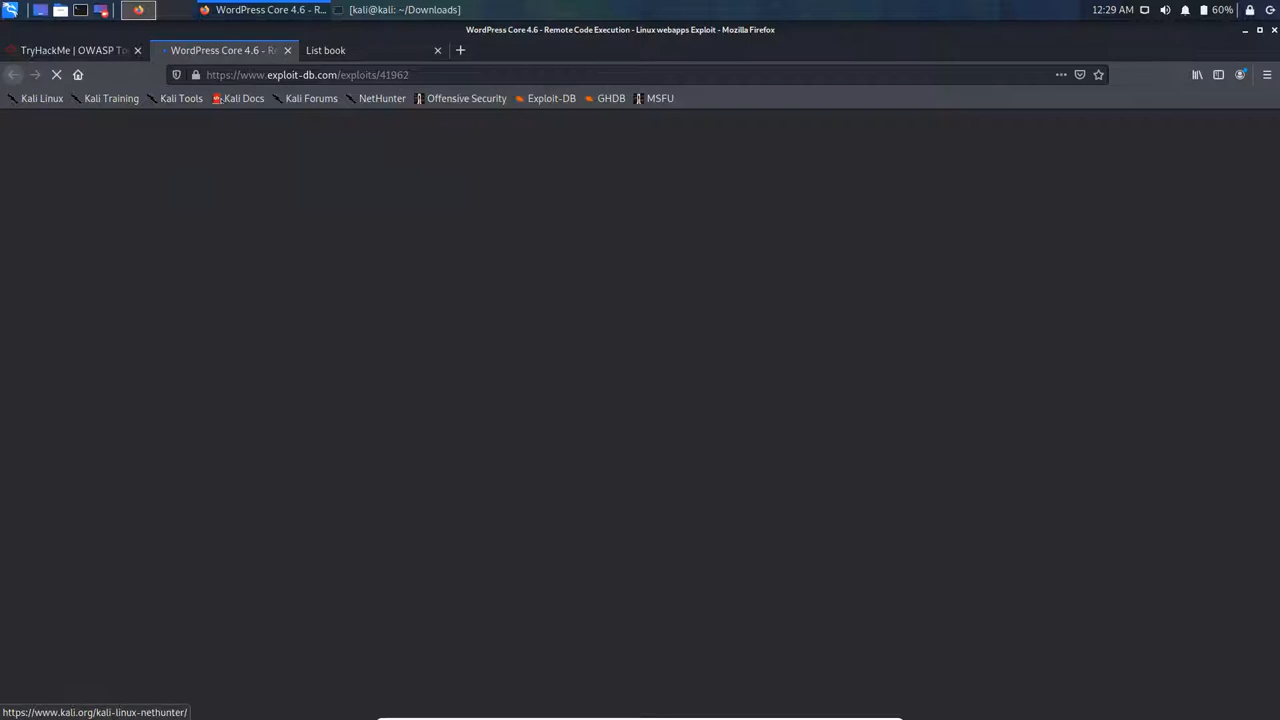 WordPress Core 4.6 - R... [kali@kali: ~/Downloads] 12:29 AM 60%
WordPress Core 4.6 - Remote Code Execution - Linux webapps Exploit - Mozilla Firefox
TryHackMe | OWASP To WordPress Core 4.6 - Re List book
https://www.exploit-db.com/exploits/41962
Kali Linux Kali Training Kali Tools Kali Docs Kali Forums NetHunter Offensive Security Exploit-DB GHDB MSFU
https://www.kali.org/kali-linux-nethunter/